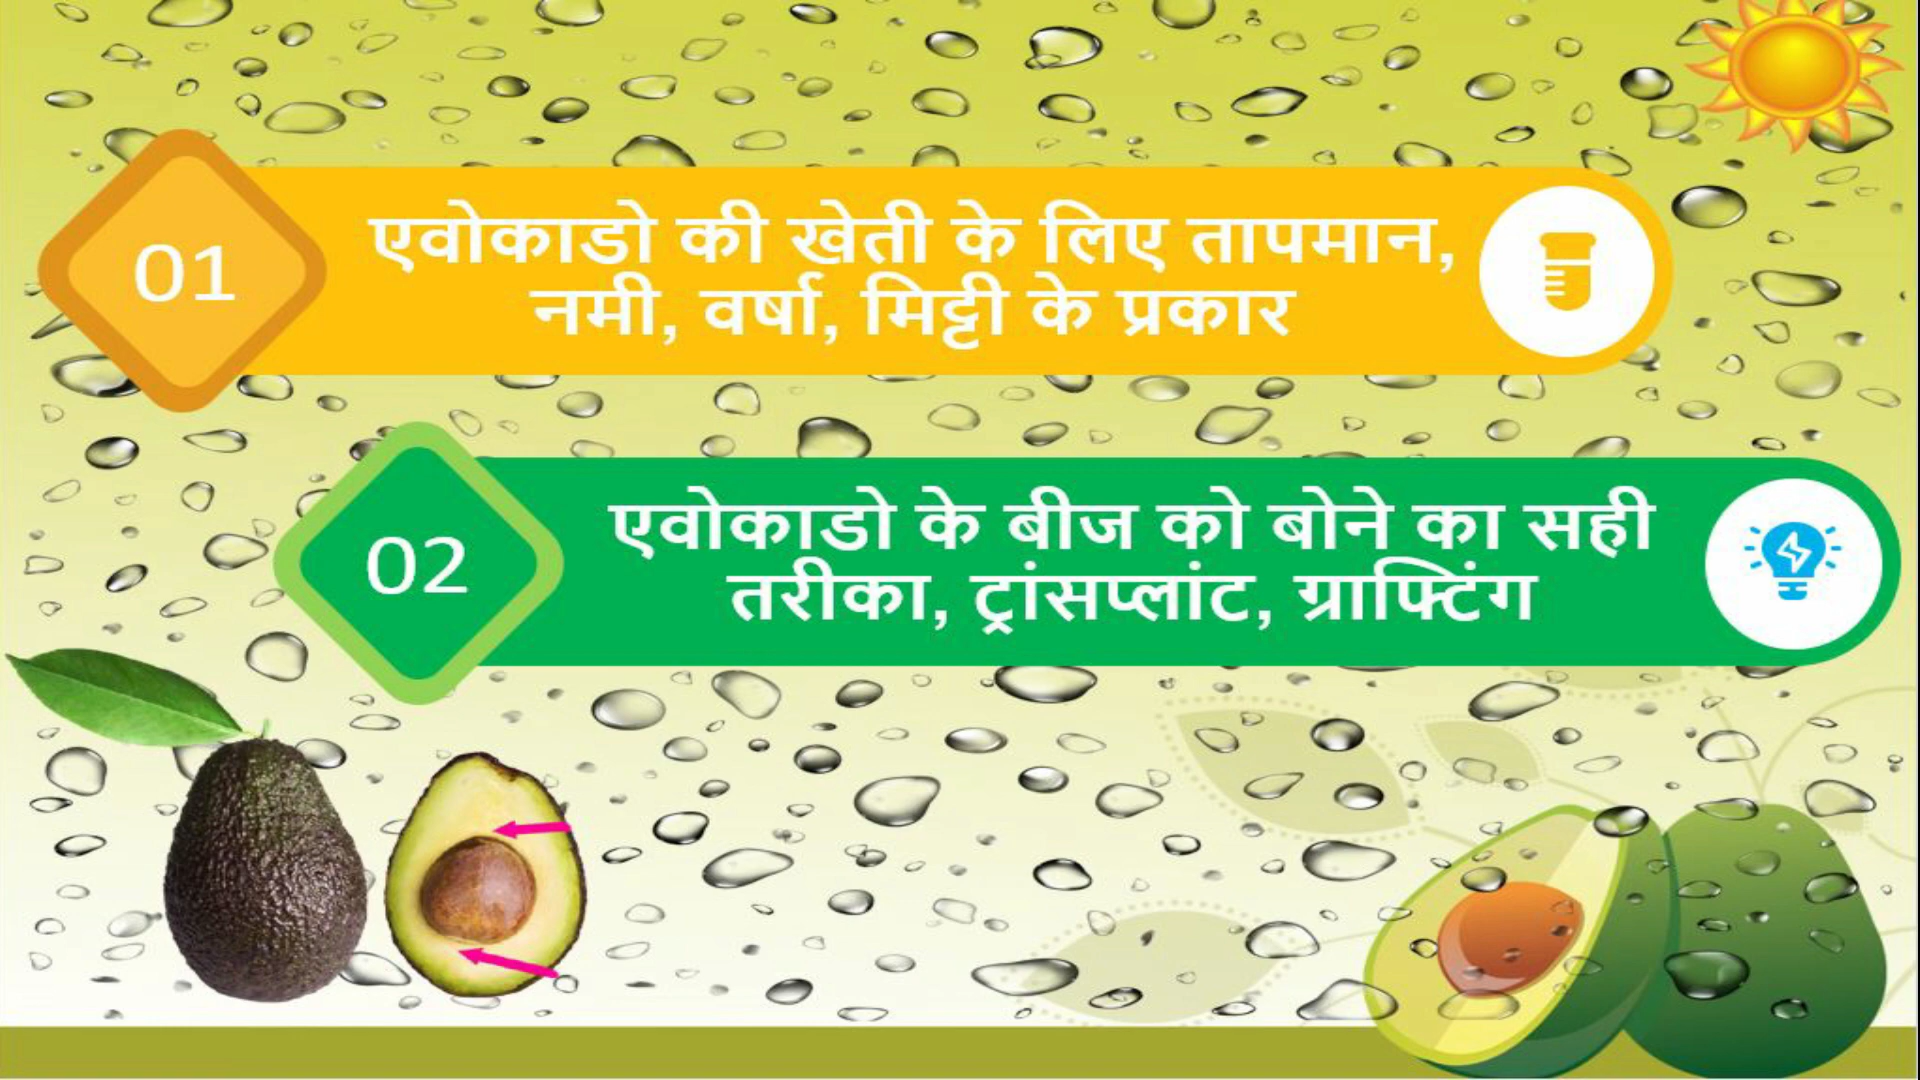 01
एवोकाडो की खेती के लिए तापमान,
नमी, वर्षा, मिट्टी के प्रकार
02
एवोकाडो के बीज को बोने का सही
तरीका, ट्रांसप्लांट, ग्राफ्टिंग